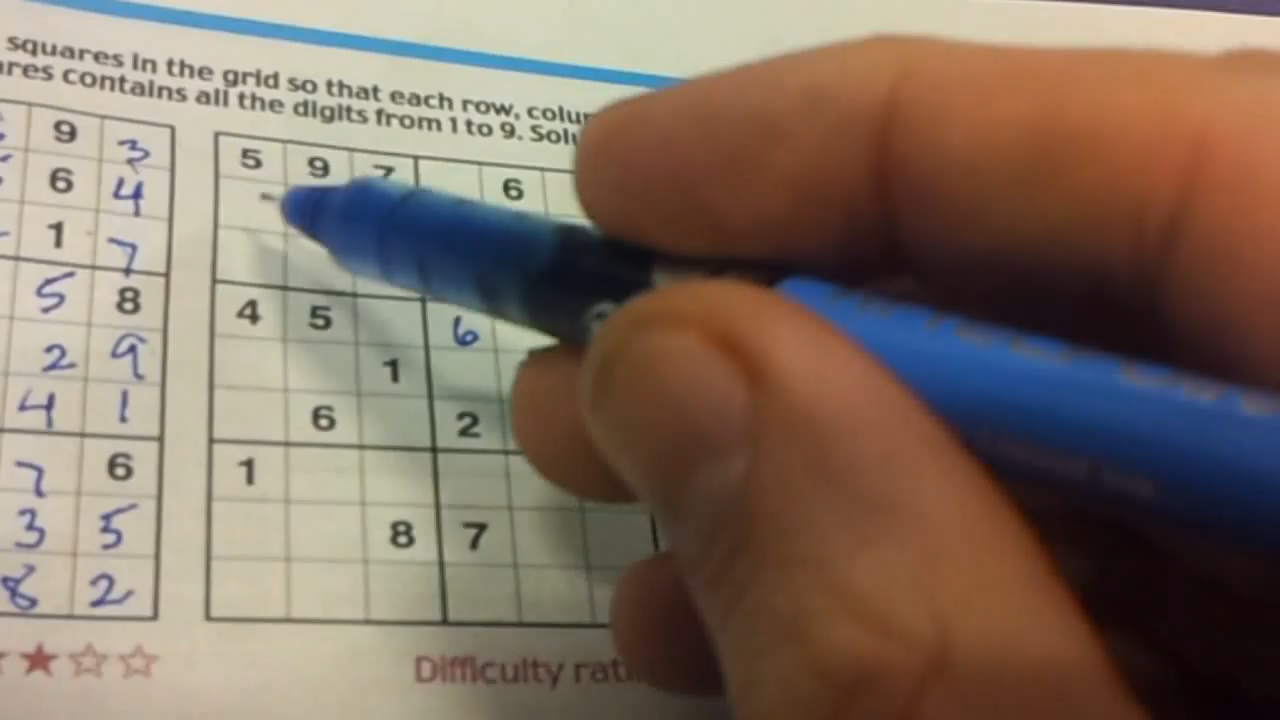 squares in the grid so that each row, colu
res contains all the digits from 1 to 9. Sol
9 3
6 4
1 7
5 8
2 9
4 1
7 6
3 5
8 2
5 9 7 6
4 5 6
1
6 2
1
8 7
Difficulty rat